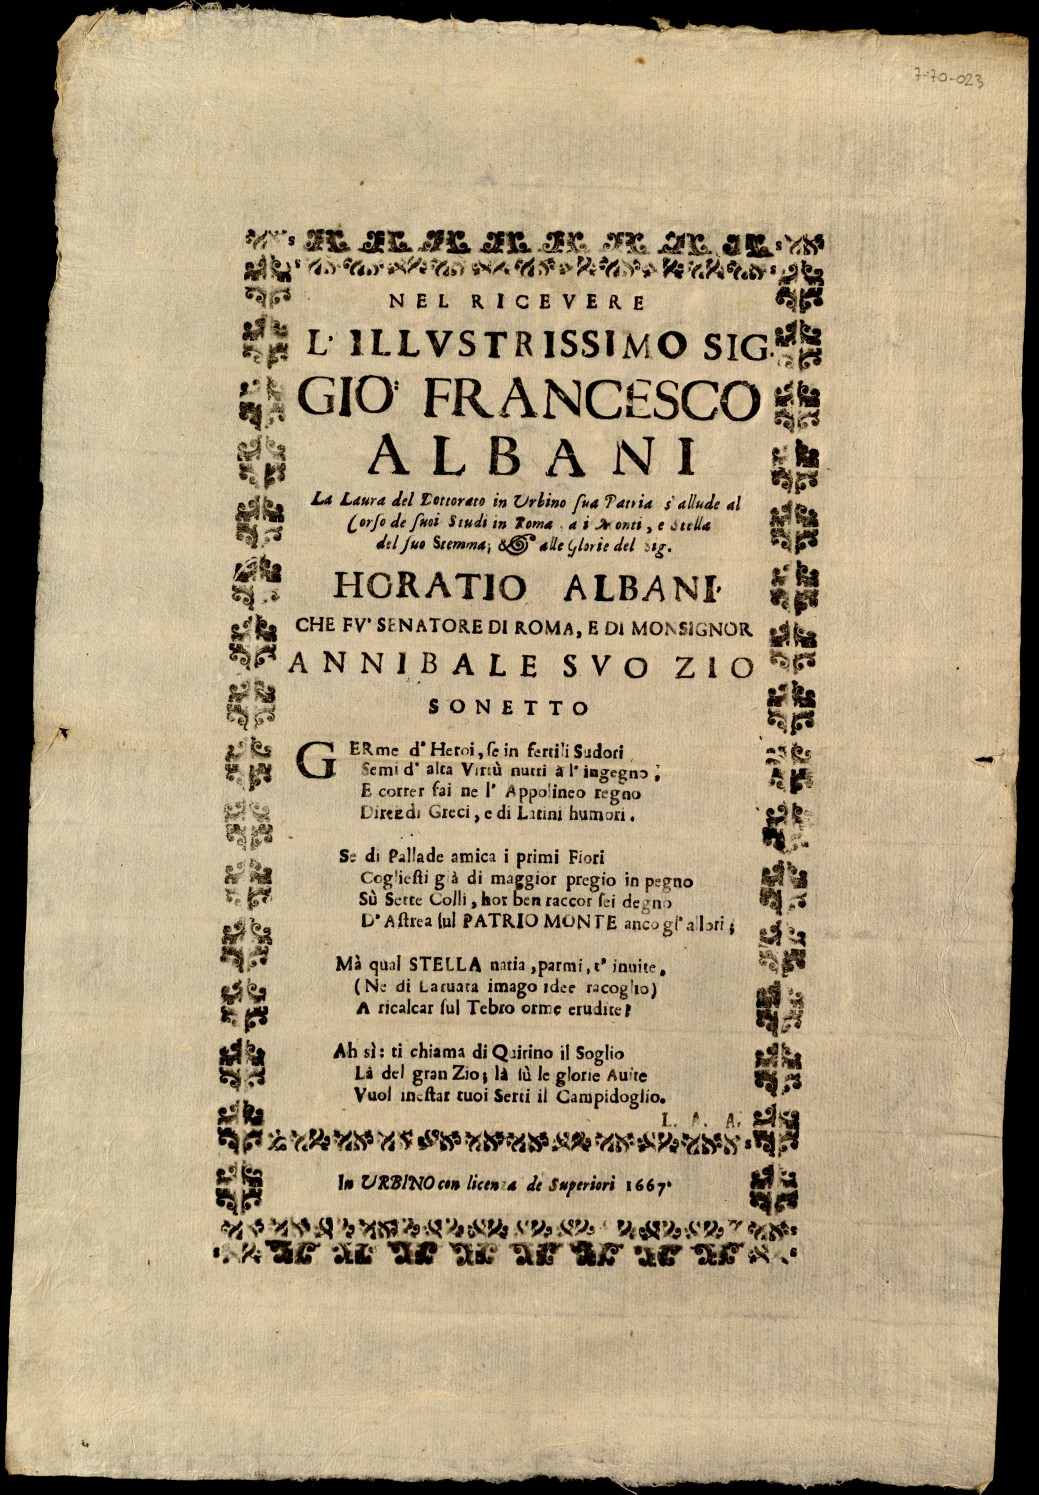 7-70-023
NEL RICEVERE
L' ILLVSTRISSIMO SIG.
GIO: FRANCESCO
ALBANI
La Laura del Dottorato in Urbino ſua Patria s' allude al
Corſo de ſuoi Studi in Roma, a i Monti, e Stella
del ſuo Stemma; & alle Glorie del Sig.
HORATIO ALBANI.
CHE FV' SENATORE DI ROMA, E DI MONSIGNOR
ANNIBALE SVO ZIO
SONETTO
GERme d' Heroi, ſe in fertili Sudori
Semi d' alta Virtù nutri a l' ingegno;
E correr fai ne l' Appolineo regno
Dircedi Greci, e di Latini humori.
Se di Pallade amica i primi Fiori
Coglieſti già di maggior pregio in pegno
Sù Sette Colli, hor ben raccor ſei degno
D' Aſtrea ſul PATRIO MONTE anco gl' allori;
Mà qual STELLA natia, parmi, t' inuite,
(Ne di Latuata imago idee racoglio)
A ricalcar ſul Tebro orme erudite?
Ah sì: ti chiama di Quirino il Soglio
Là del gran Zio; là ſù le glorie Auite
Vuol ineſtar tuoi Serti il Campidoglio.
L. A. A.
In URBINO con licenza de Superiori 1667.